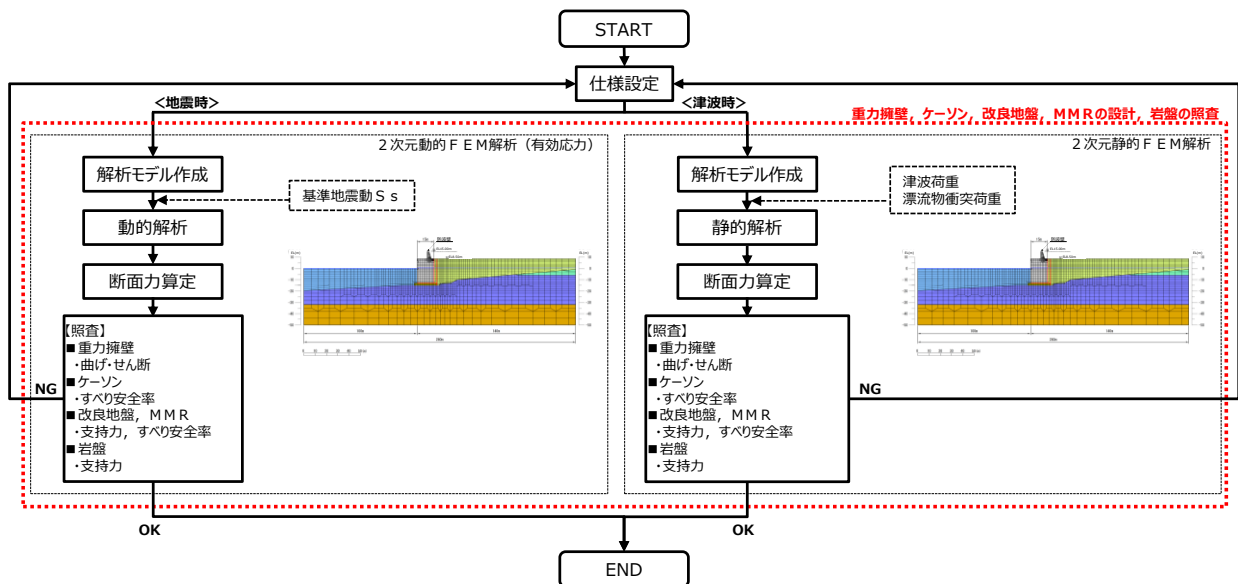 START
仕様設定
<地震時>
<津波時>
重力擁壁，ケーソン，改良地盤，MMRの設計，岩盤の照査
２次元動的ＦＥＭ解析（有効応力）
解析モデル作成
基準地震動Ｓｓ
動的解析
断面力算定
【照査】
■重力擁壁
・曲げ・せん断
■ケーソン
・すべり安全率
■改良地盤，ＭＭＲ
・支持力，すべり安全率
■岩盤
・支持力
NG
OK
２次元静的ＦＥＭ解析
解析モデル作成
津波荷重
漂流物衝突荷重
静的解析
断面力算定
【照査】
■重力擁壁
・曲げ・せん断
■ケーソン
・すべり安全率
■改良地盤，ＭＭＲ
・支持力，すべり安全率
■岩盤
・支持力
NG
OK
END